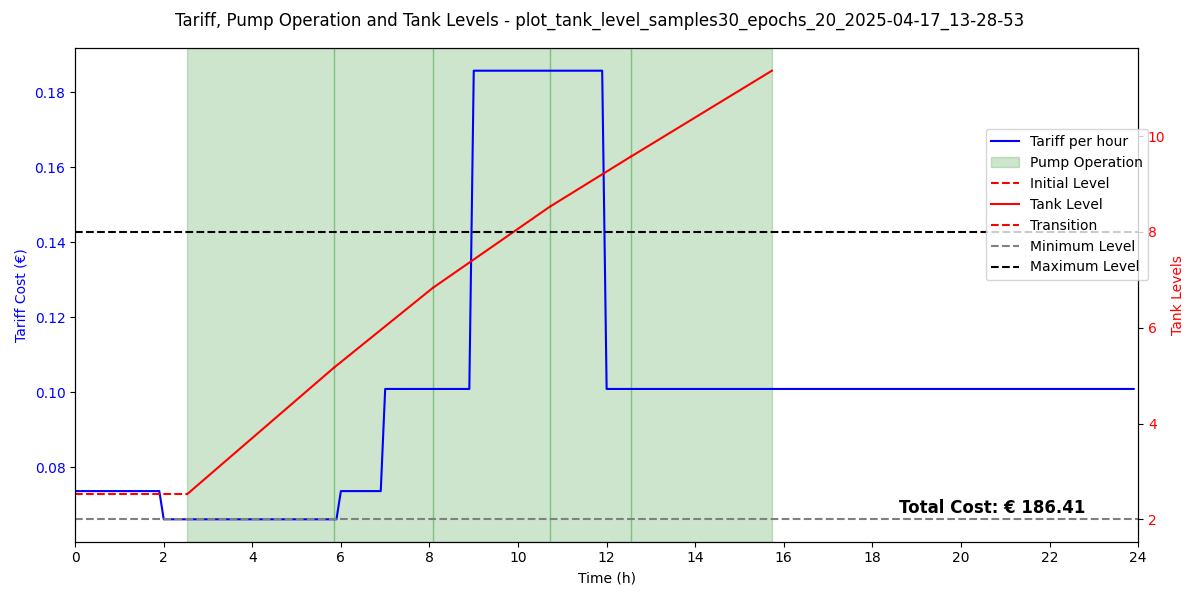 Tariff, Pump Operation and Tank Levels - plot_tank_level_samples30_epochs_20_2025-04-17_13-28-53
0.18
0.16
0.14
0.12
0.10
0.08
Tariff Cost (€)
10
8
6
4
2
Tank Levels
Tariff per hour
Pump Operation
Initial Level
Tank Level
Transition
Minimum Level
Maximum Level
Total Cost: € 186.41
0 2 4 6 8 10 12 14 16 18 20 22 24
Time (h)